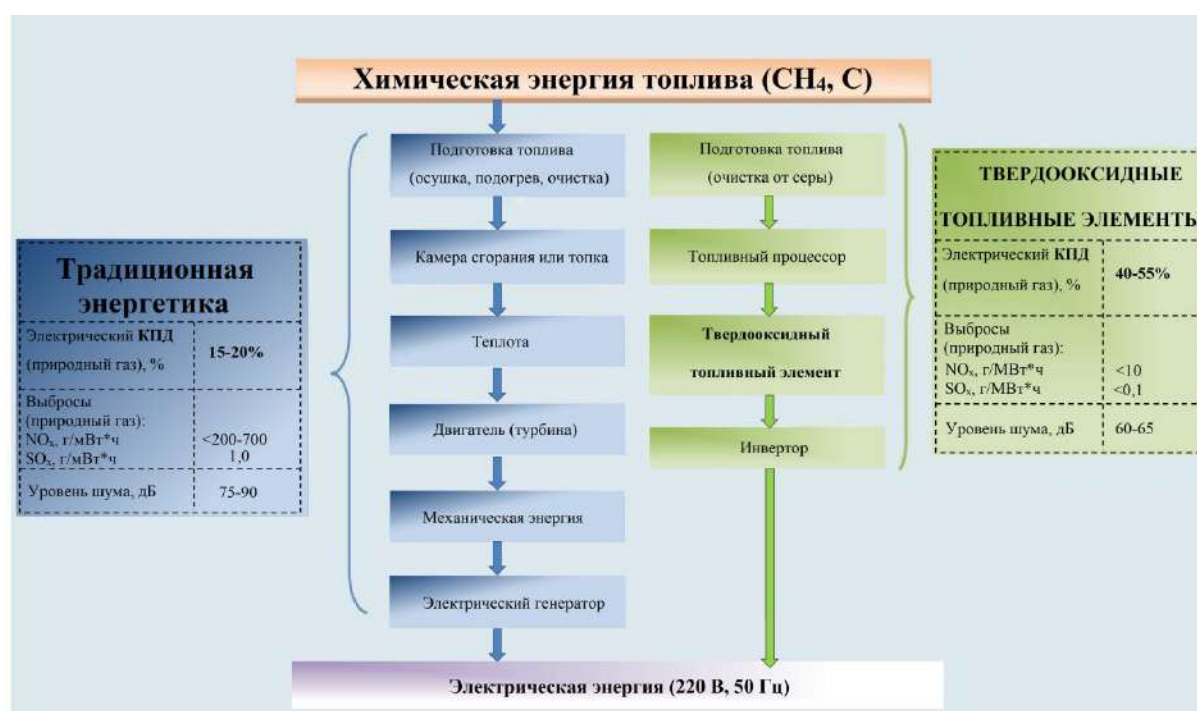 Химическая энергия топлива (CH₄, C)
Традиционная
энергетика
Электрический КПД
(природный газ), %
15-20%
Выбросы
(природный газ):
NOₓ, г/мВт*ч
<200-700
SOₓ, г/мВт*ч
1,0
Уровень шума, дБ
75-90
Подготовка топлива
(осушка, подогрев, очистка)
Камера сгорания или топка
Теплота
Двигатель (турбина)
Механическая энергия
Электрический генератор
Подготовка топлива
(очистка от серы)
Топливный процессор
Твердооксидный
топливный элемент
Инвертор
ТВЕРДООКСИДНЫЕ
ТОПЛИВНЫЕ ЭЛЕМЕНТЫ
Электрический КПД
(природный газ), %
40-55%
Выбросы
(природный газ):
NOₓ, г/МВт*ч
<10
SOₓ, г/МВт*ч
<0,1
Уровень шума, дБ
60-65
Электрическая энергия (220 В, 50 Гц)